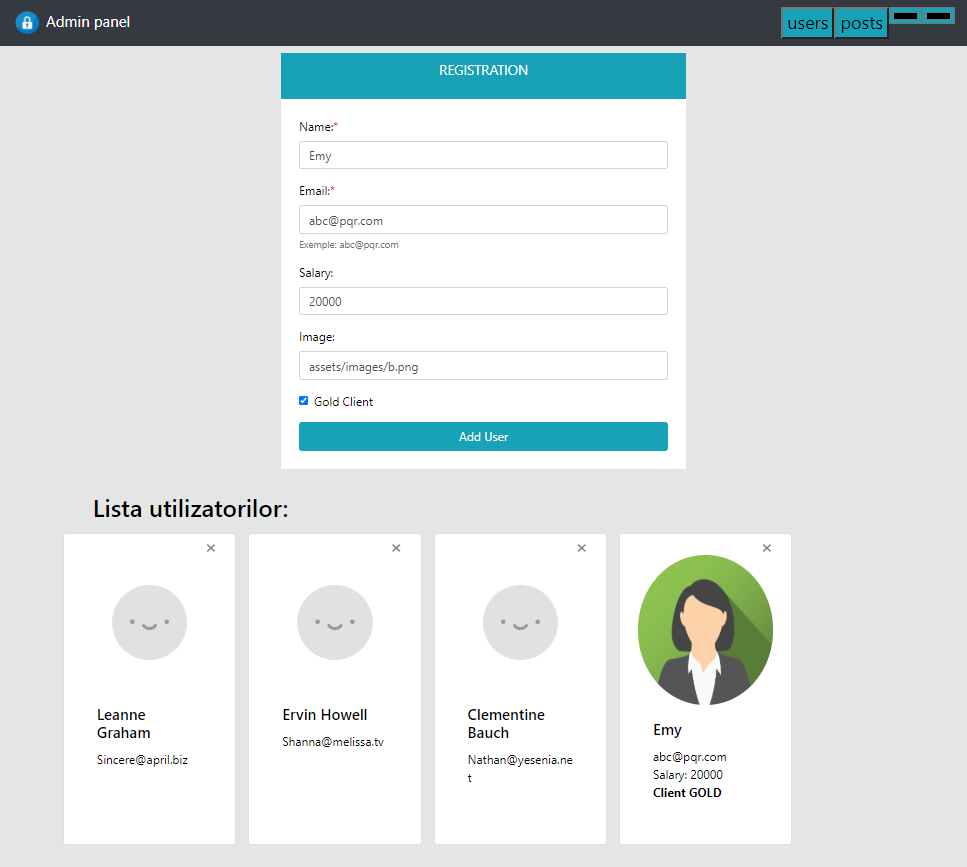 Admin panel
users posts
REGISTRATION
Name:*
Emy
Email:*
abc@pqr.com
Exemple: abc@pqr.com
Salary:
20000
Image:
assets/images/b.png
Gold Client
Add User
Lista utilizatorilor:
×
Leanne
Graham
Sincere@april.biz
×
Ervin Howell
Shanna@melissa.tv
×
Clementine
Bauch
Nathan@yesenia.ne
t
×
Emy
abc@pqr.com
Salary: 20000
Client GOLD